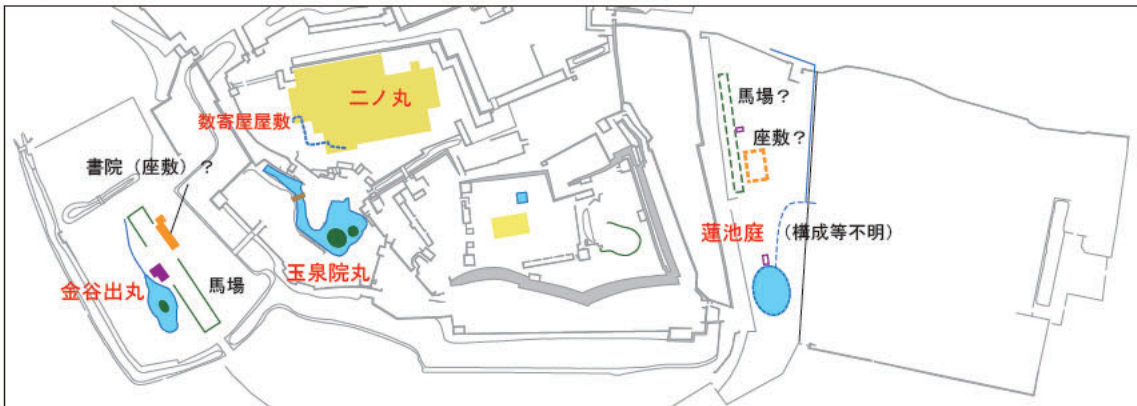 二ノ丸
数寄屋屋敷
書院（座敷）？
玉泉院丸
金谷出丸
馬場
馬場？
座敷？
蓮池庭
（構成等不明）